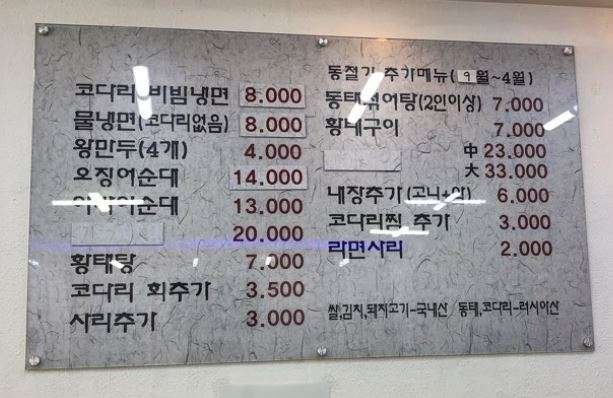 코다리 비빔냉면 8.000
물냉면(코다리없음) 8.000
왕만두(4개) 4.000
오징어순대 14.000
13.000
20.000
황태탕 7.000
코다리 회추가 3.500
사리추가 3.000
동절기 추가메뉴(9월~4월)
동태뚝어탕(2인이상) 7.000
황태구이 7.000
中 23.000
大 33.000
내장추가(고니+알) 6.000
코다리찜 추가 3.000
라면사리 2.000
쌀,김치,돼지고기-국내산 동태,코다리-러시아산